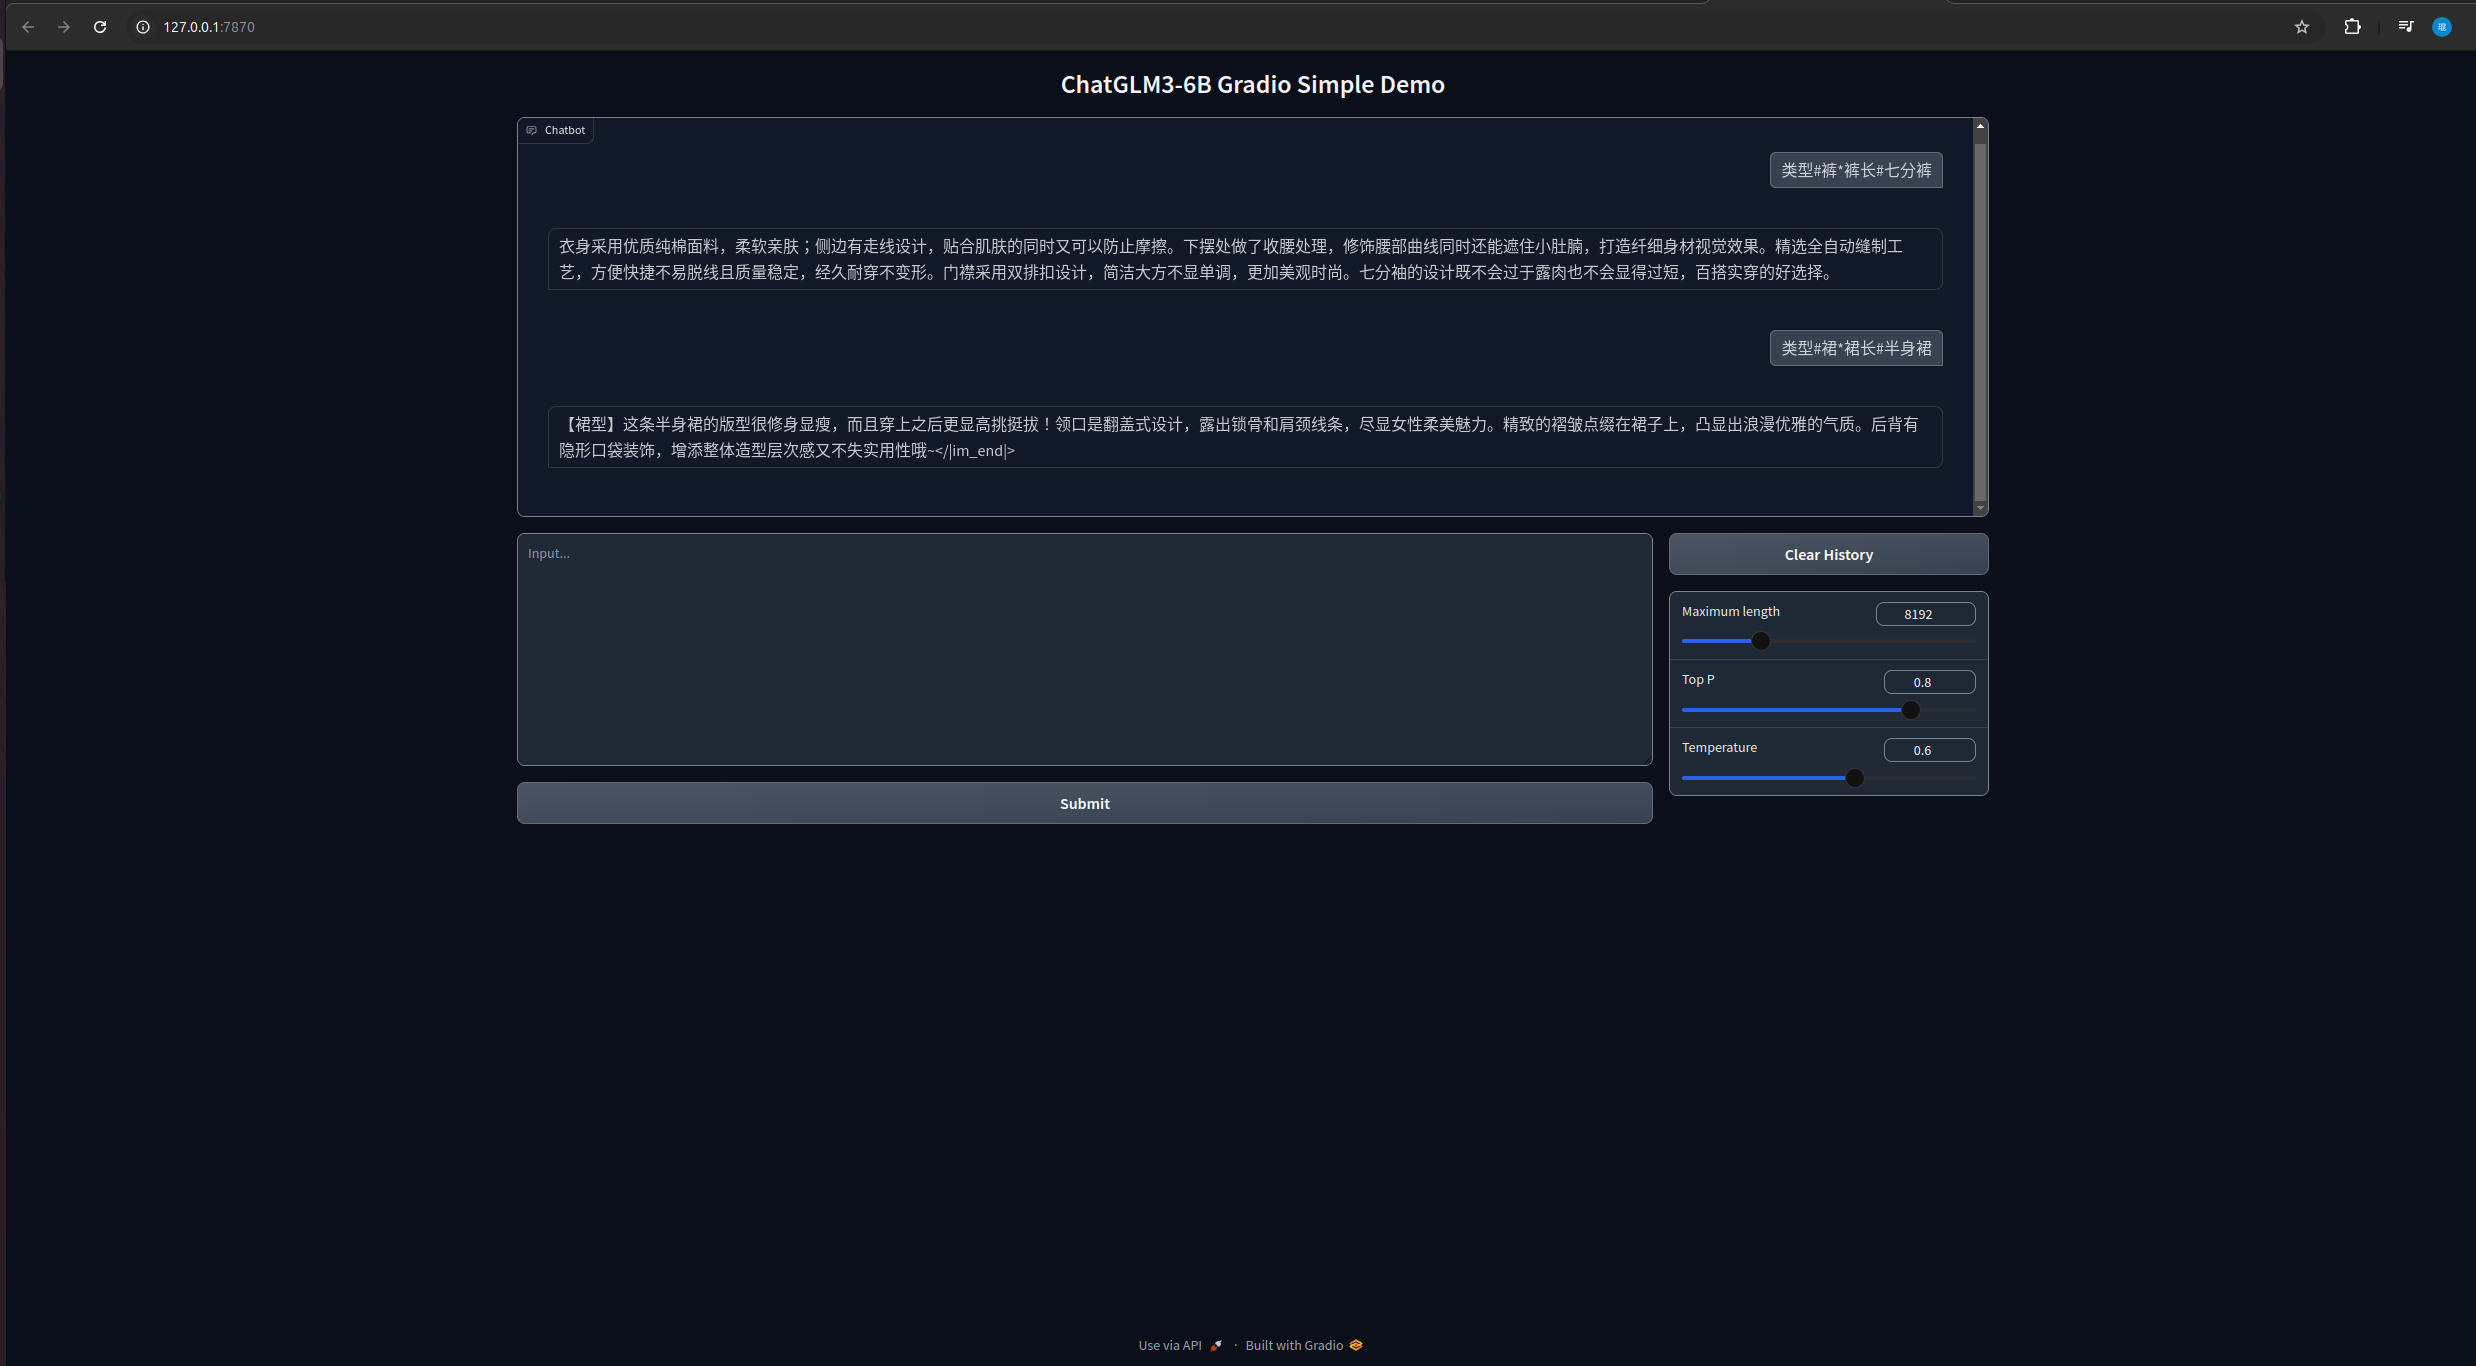 127.0.0.1:7870
ChatGLM3-6B Gradio Simple Demo
Chatbot
类型#裤*裤长#七分裤
衣身采用优质纯棉面料，柔软亲肤；侧边有走线设计，贴合肌肤的同时又可以防止摩擦。下摆处做了收腰处理，修饰腰部曲线同时还能遮住小肚腩，打造纤细身材视觉效果。精选全自动缝制工
艺，方便快捷不易脱线且质量稳定，经久耐穿不变形。门襟采用双排扣设计，简洁大方不显单调，更加美观时尚。七分袖的设计既不会过于露肉也不会显得过短，百搭实穿的好选择。
类型#裙*裙长#半身裙
【裙型】这条半身裙的版型很修身显瘦，而且穿上之后更显高挑挺拔！领口是翻盖式设计，露出锁骨和肩颈线条，尽显女性柔美魅力。精致的褶皱点缀在裙子上，凸显出浪漫优雅的气质。后背有
隐形口袋装饰，增添整体造型层次感又不失实用性哦~</|im_end|>
Input...
Clear History
Maximum length
8192
Top P
0.8
Temperature
0.6
Submit
Use via API · Built with Gradio